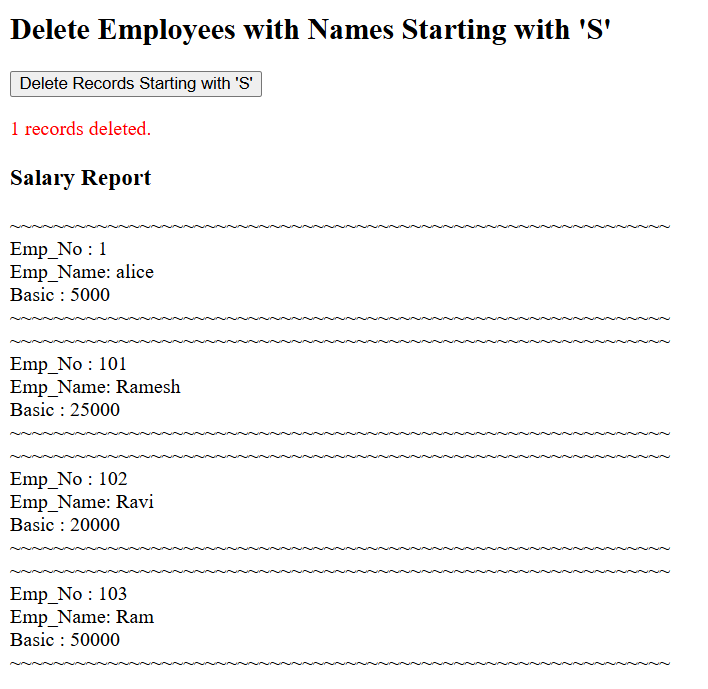 Delete Employees with Names Starting with 'S'
Delete Records Starting with 'S'
1 records deleted.
Salary Report
~~~~~~~~~~~~~~~~~~~~~~~~~~~~~~~~~~~~~~~~~~~~~~~~~~~~~~~~~~~~~
Emp_No : 1
Emp_Name: alice
Basic : 5000
~~~~~~~~~~~~~~~~~~~~~~~~~~~~~~~~~~~~~~~~~~~~~~~~~~~~~~~~~~~~~
~~~~~~~~~~~~~~~~~~~~~~~~~~~~~~~~~~~~~~~~~~~~~~~~~~~~~~~~~~~~~
Emp_No : 101
Emp_Name: Ramesh
Basic : 25000
~~~~~~~~~~~~~~~~~~~~~~~~~~~~~~~~~~~~~~~~~~~~~~~~~~~~~~~~~~~~~
~~~~~~~~~~~~~~~~~~~~~~~~~~~~~~~~~~~~~~~~~~~~~~~~~~~~~~~~~~~~~
Emp_No : 102
Emp_Name: Ravi
Basic : 20000
~~~~~~~~~~~~~~~~~~~~~~~~~~~~~~~~~~~~~~~~~~~~~~~~~~~~~~~~~~~~~
~~~~~~~~~~~~~~~~~~~~~~~~~~~~~~~~~~~~~~~~~~~~~~~~~~~~~~~~~~~~~
Emp_No : 103
Emp_Name: Ram
Basic : 50000
~~~~~~~~~~~~~~~~~~~~~~~~~~~~~~~~~~~~~~~~~~~~~~~~~~~~~~~~~~~~~